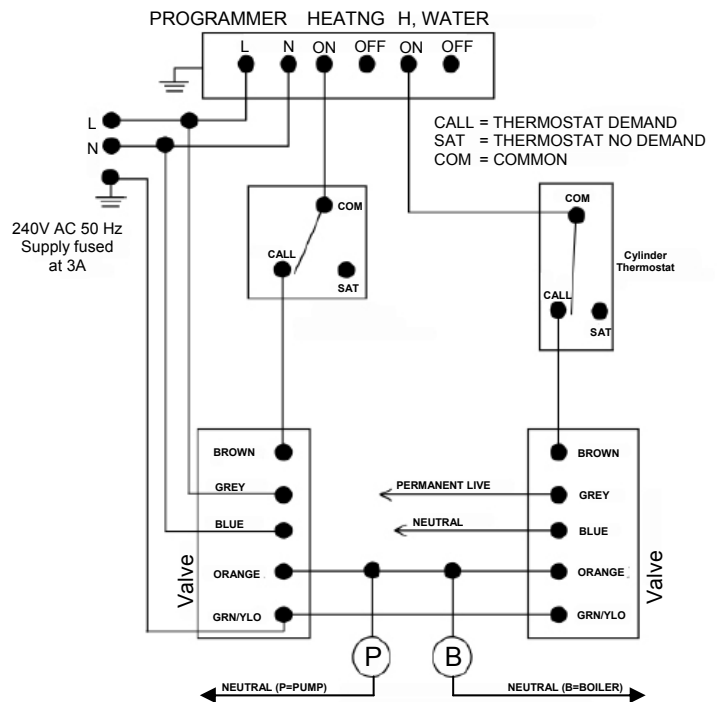 PROGRAMMER HEATNG H, WATER
L N ON OFF ON OFF
L
N
CALL = THERMOSTAT DEMAND
SAT = THERMOSTAT NO DEMAND
COM = COMMON
240V AC 50 Hz
Supply fused
at 3A
COM
CALL
SAT
COM
CALL
SAT
Cylinder
Thermostat
BROWN
GREY
BLUE
ORANGE
GRN/YLO
Valve
PERMANENT LIVE
NEUTRAL
BROWN
GREY
BLUE
ORANGE
GRN/YLO
Valve
P
B
NEUTRAL (P=PUMP)
NEUTRAL (B=BOILER)